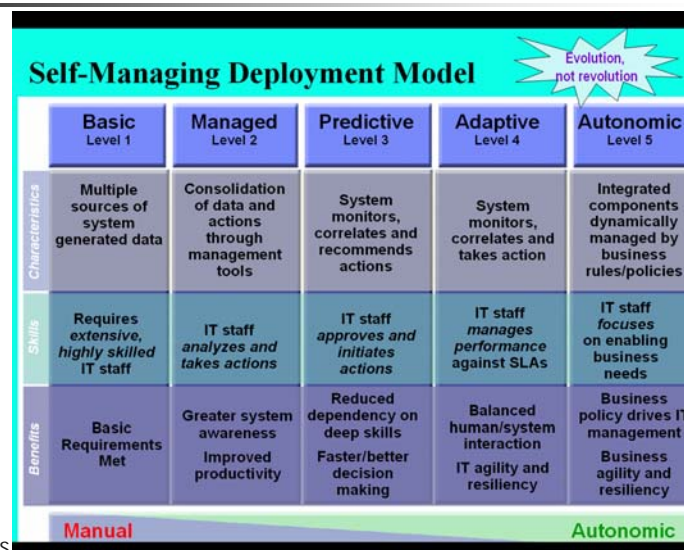 Self-Managing Deployment Model
Evolution,
not revolution
Basic
Level 1
Managed
Level 2
Predictive
Level 3
Adaptive
Level 4
Autonomic
Level 5
Characteristics
Multiple
sources of
system
generated data
Consolidation
of data and
actions
through
management
tools
System
monitors,
correlates and
recommends
actions
System
monitors,
correlates and
takes action
Integrated
components
dynamically
managed by
business
rules/policies
Skills
Requires
extensive,
highly skilled
IT staff
IT staff
analyzes and
takes actions
IT staff
approves and
initiates
actions
IT staff
manages
performance
against SLAs
IT staff
focuses
on enabling
business
needs
Benefits
Basic
Requirements
Met
Greater system
awareness
Improved
productivity
Reduced
dependency on
deep skills
Faster/better
decision
making
Balanced
human/system
interaction
IT agility and
resiliency
Business
policy drives IT
management
Business
agility and
resiliency
Manual
Autonomic
s